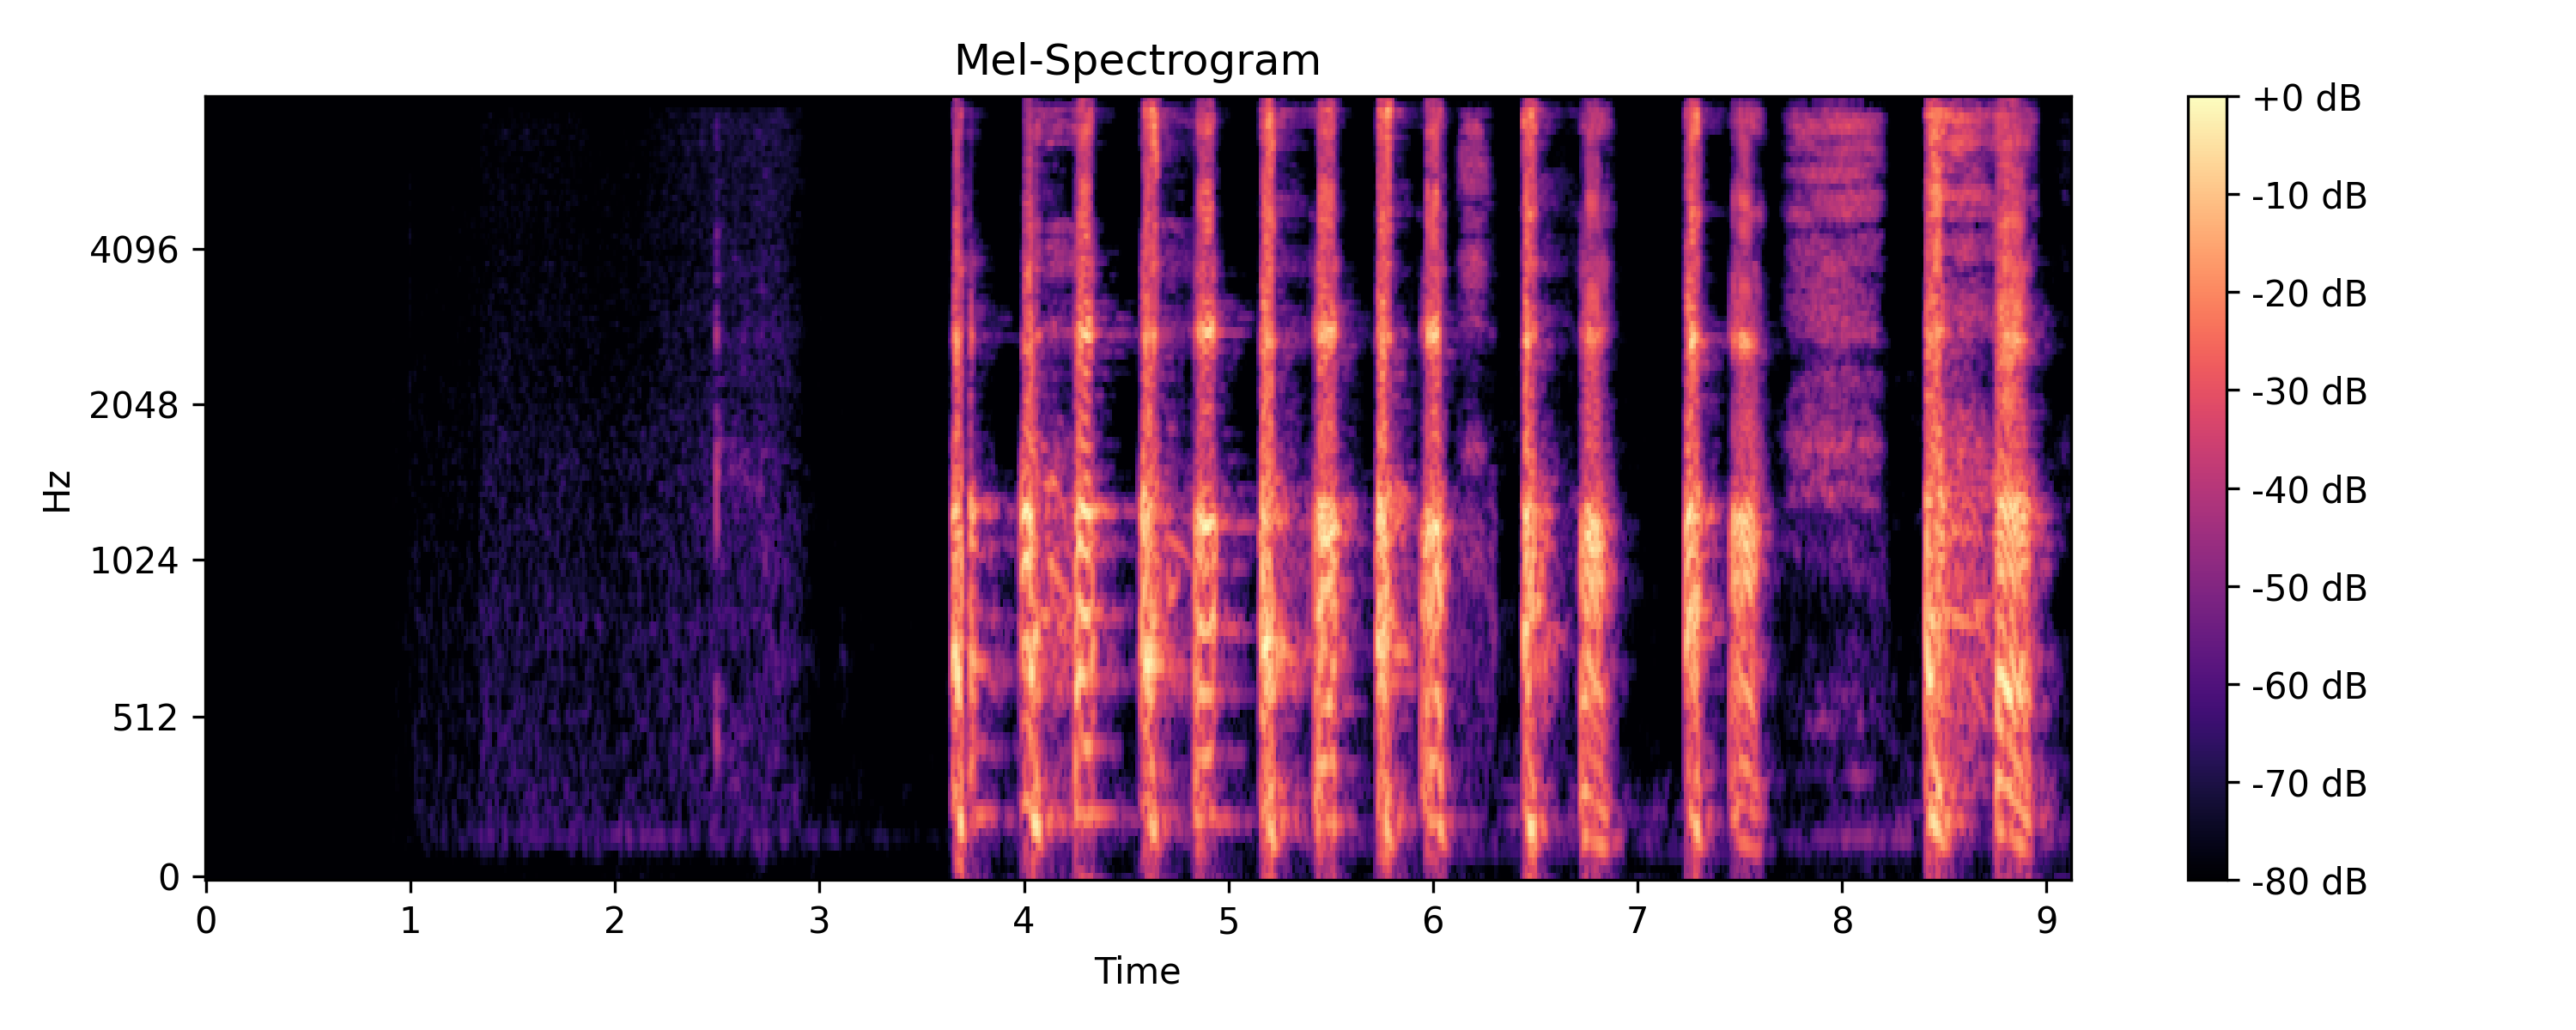 Mel-Spectrogram
+0 dB
-10 dB
-20 dB
-30 dB
-40 dB
-50 dB
-60 dB
-70 dB
-80 dB
Hz
4096
2048
1024
512
0
0 1 2 3 4 5 6 7 8 9
Time